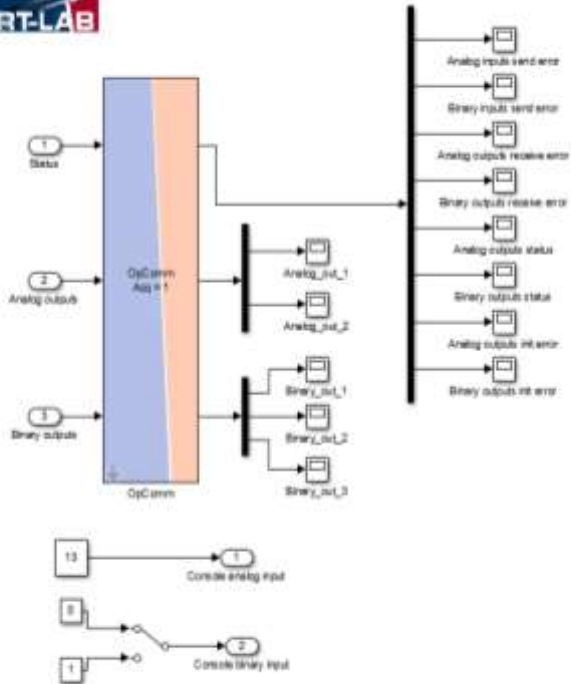 RT-LAB
1
Status
2
Analog outputs
3
Binary outputs
OpComm
Acq = 1
OpComm
Analog_out_1
Analog_out_2
Binary_out_1
Binary_out_2
Binary_out_3
Analog inputs send error
Binary inputs send error
Analog outputs receive error
Binary outputs receive error
Analog outputs status
Binary outputs status
Analog outputs init error
Binary outputs init error
13
1
Console analog input
0
1
2
Console binary input